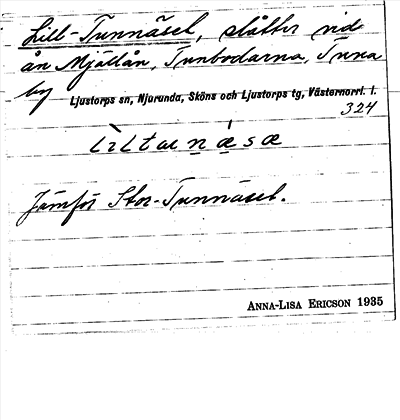 Lill-Tunnäsel, slåtter vid
ån Mjällån, Tunbodarna, Tuna
by Ljustorps sn, Njurunda, Sköns och Ljustorps tg, Västernorrl. l.
324
Jämför Stor-Tunnäsel.
ANNA-LISA ERICSON 1935